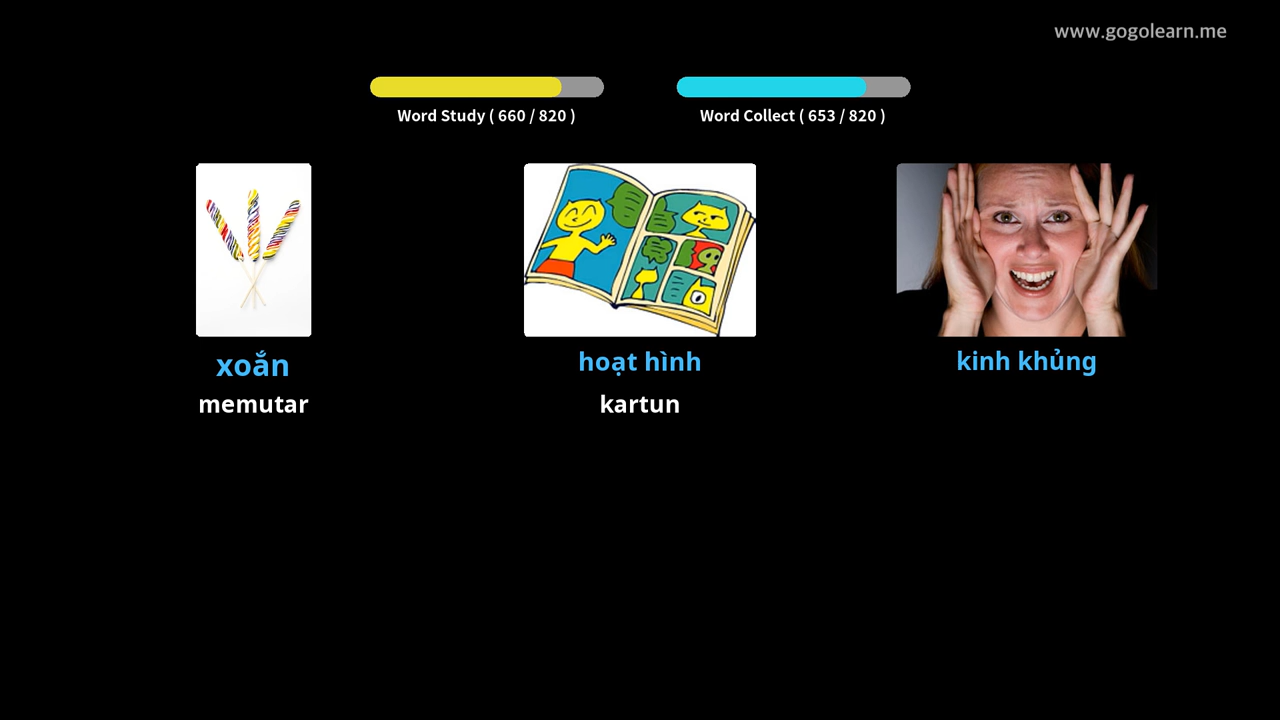 www.gogolearn.me
Word Study ( 660 / 820 )
Word Collect ( 653 / 820 )
xoắn
hoạt hình
kinh khủng
memutar
kartun